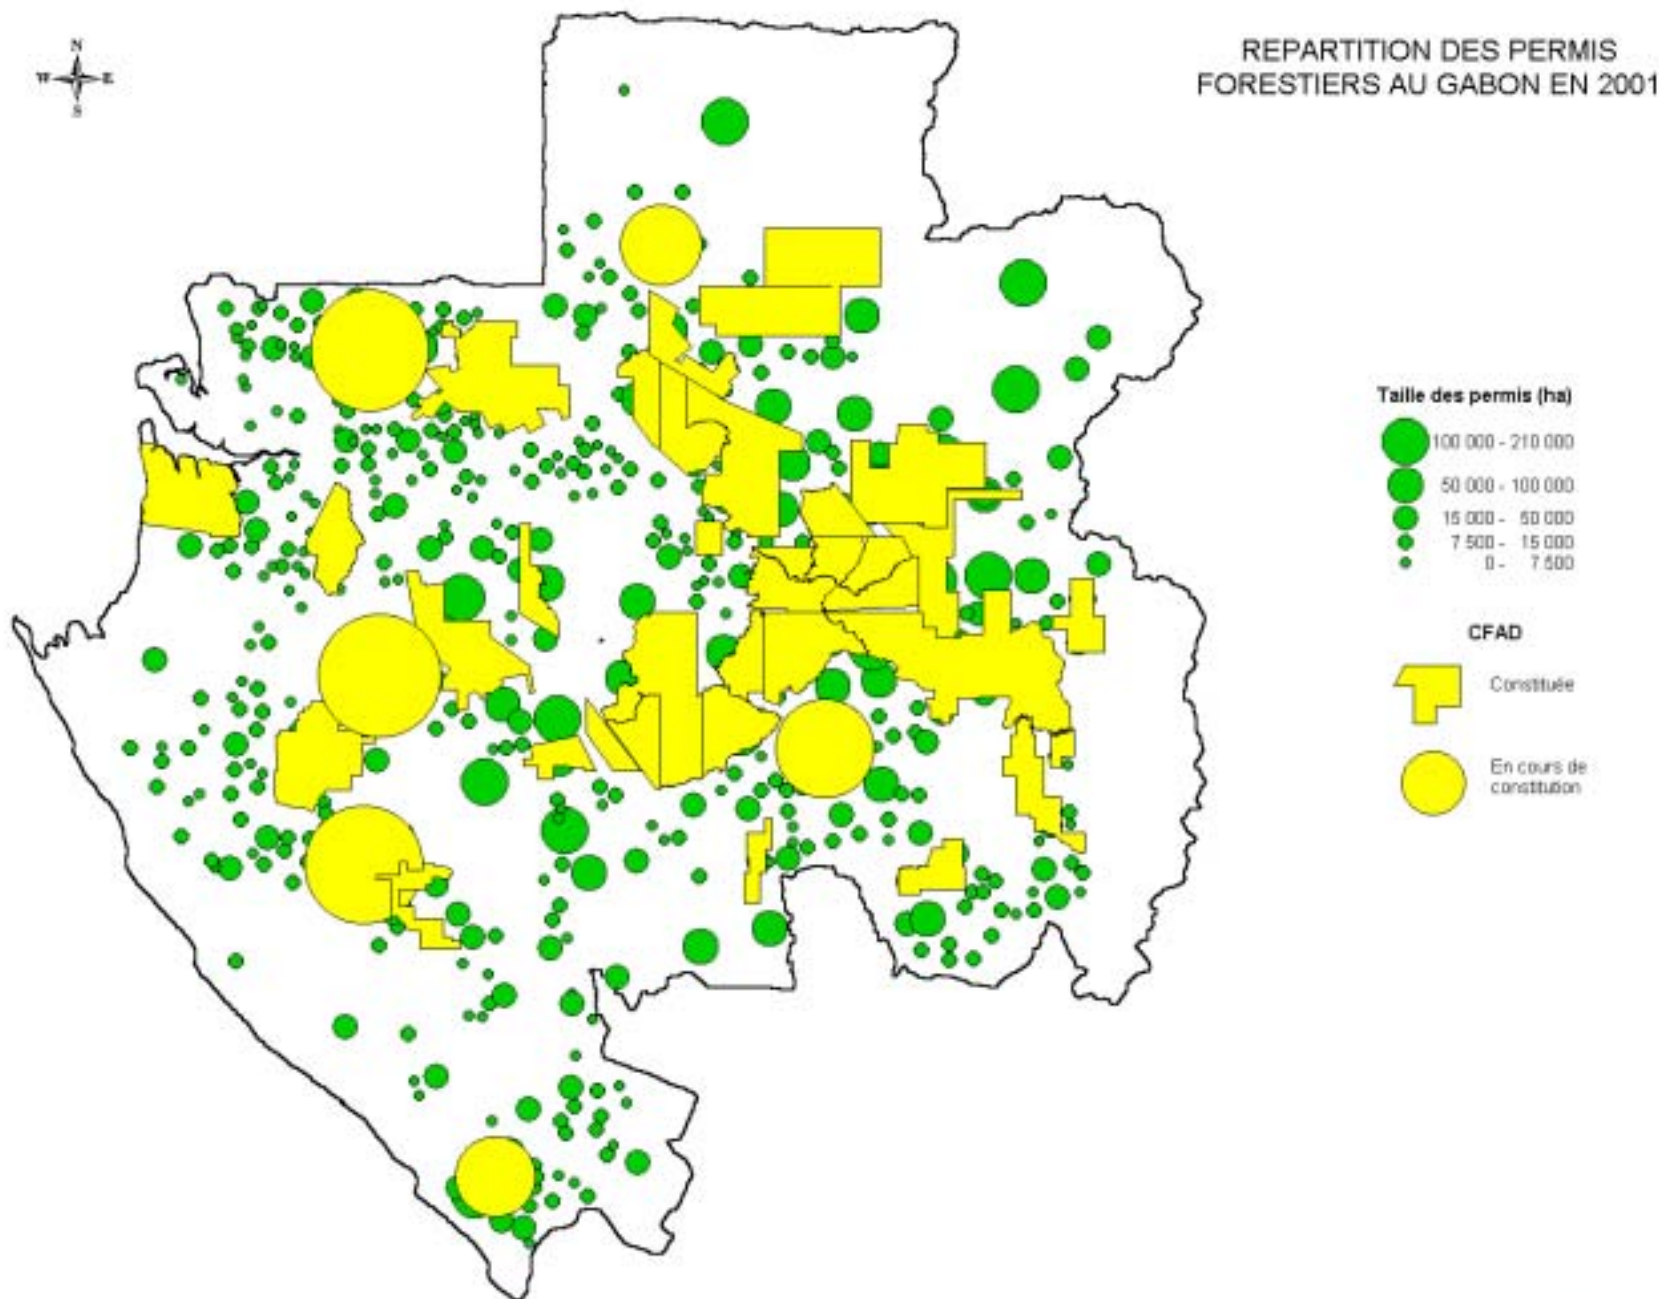 N
W E
S
REPARTITION DES PERMIS
FORESTIERS AU GABON EN 2001
Taille des permis (ha)
100 000 - 210 000
50 000 - 100 000
15 000 - 50 000
7 500 - 15 000
0 - 7 500
CFAD
Constituée
En cours de
constitution